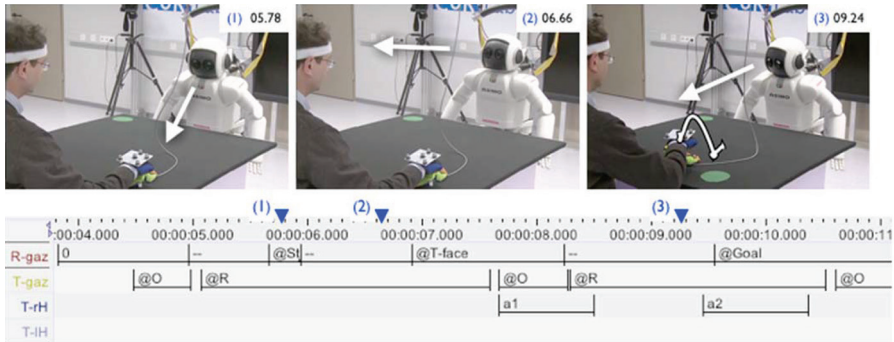 (1) 05.78
(2) 06.66
(3) 09.24
(1) (2) (3)
:00:04.000 00:00:05.000 00:00:06.000 00:00:07.000 00:00:08.000 00:00:09.000 00:00:10.000 00:00:11
R-gaz 0 -- @St -- @T-face -- @Goal
T-gaz @O @R @O @R @O
T-rH a1 a2
T-lH